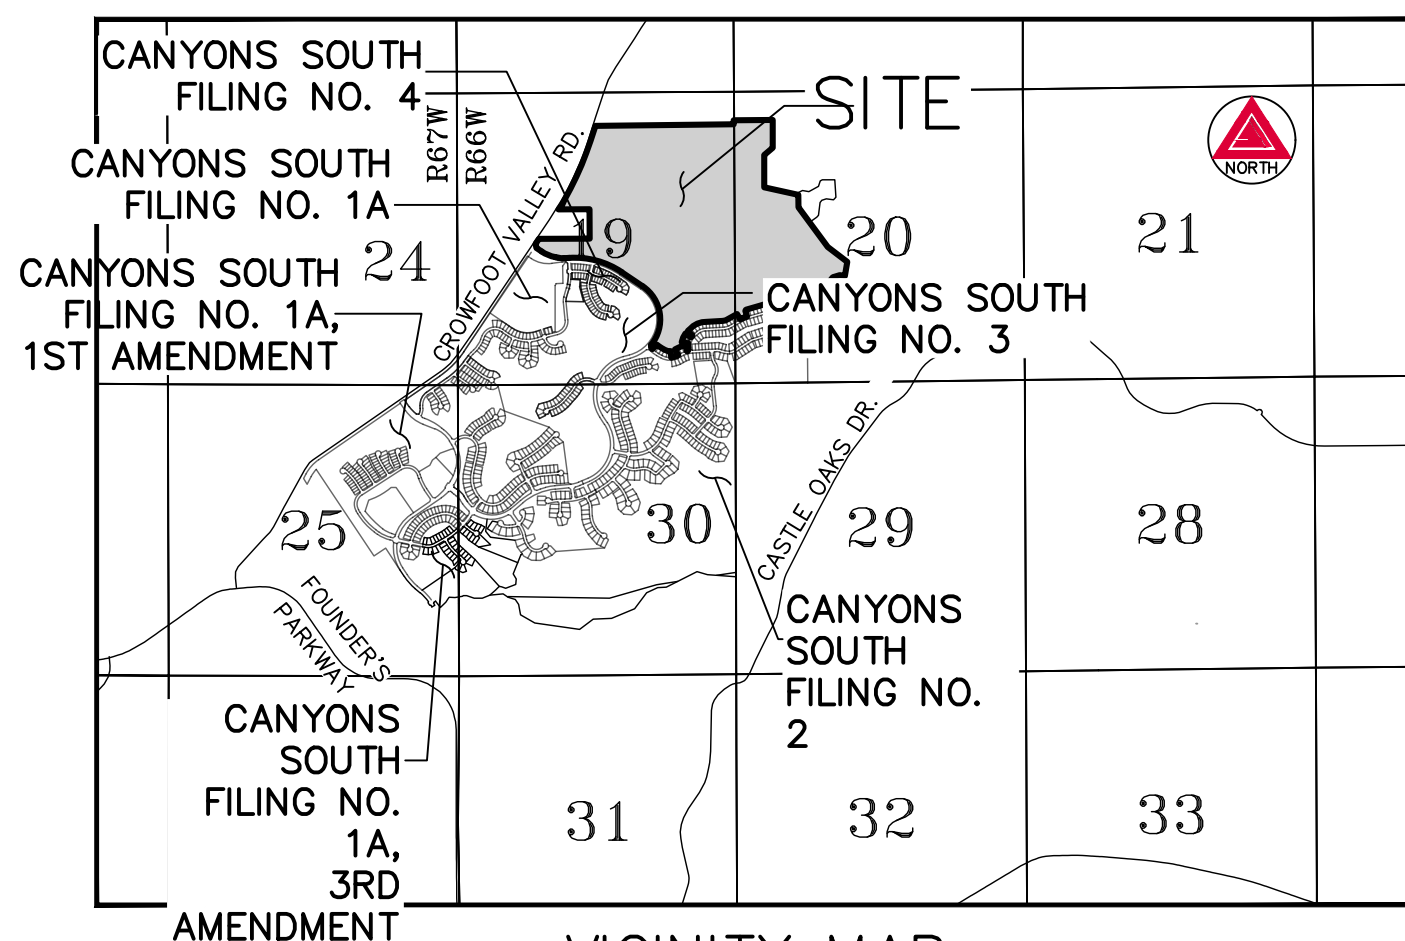 CANYONS SOUTH
FILING NO. 4
SITE
R67W
R66W
NORTH
CANYONS SOUTH
FILING NO. 1A
CROWFOOT VALLEY RD.
24
19
20
21
CANYONS SOUTH
FILING NO. 1A,
1ST AMENDMENT
CANYONS SOUTH
FILING NO. 3
CASTLE OAKS DR.
25
30
29
28
FOUNDER'S
PARKWAY
CANYONS
SOUTH
FILING NO.
2
CANYONS
SOUTH
FILING NO.
1A,
3RD
AMENDMENT
31
32
33
VICINITY MAP